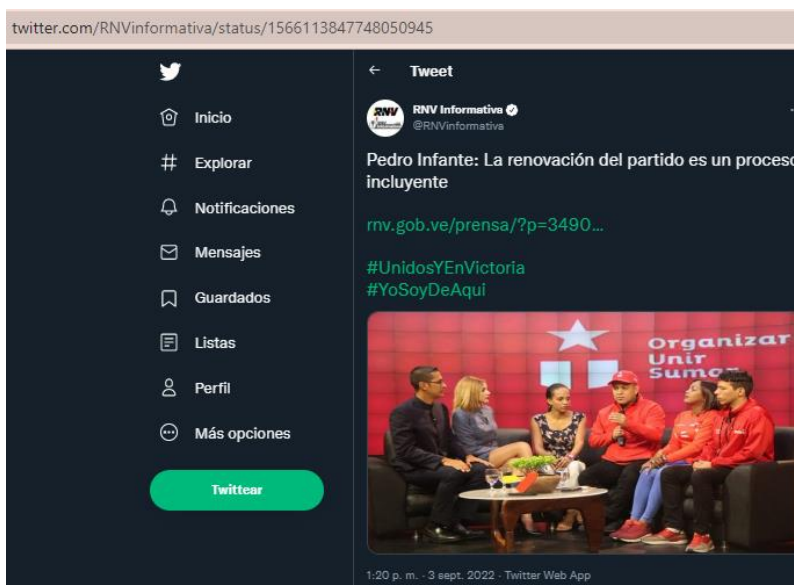 twitter.com/RNVinformativa/status/1566113847748050945
Inicio
Explorar
Notificaciones
Mensajes
Guardados
Listas
Perfil
Más opciones
Twittear
Tweet
RNV
RNV Informativa
@RNVinformativa
Pedro Infante: La renovación del partido es un proceso
incluyente
rnv.gob.ve/prensa/?p=3490...
#UnidosYEnVictoria
#YoSoyDeAqui
Organizar
Unir
Sumar
1:20 p. m. · 3 sept. 2022 · Twitter Web App